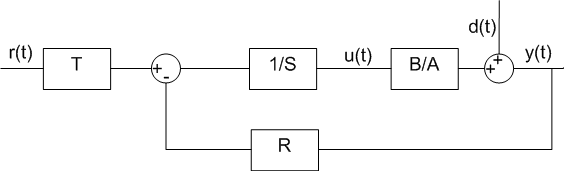 d(t)
r(t)
T
+
-
1/S
u(t)
B/A
+
+
y(t)
R